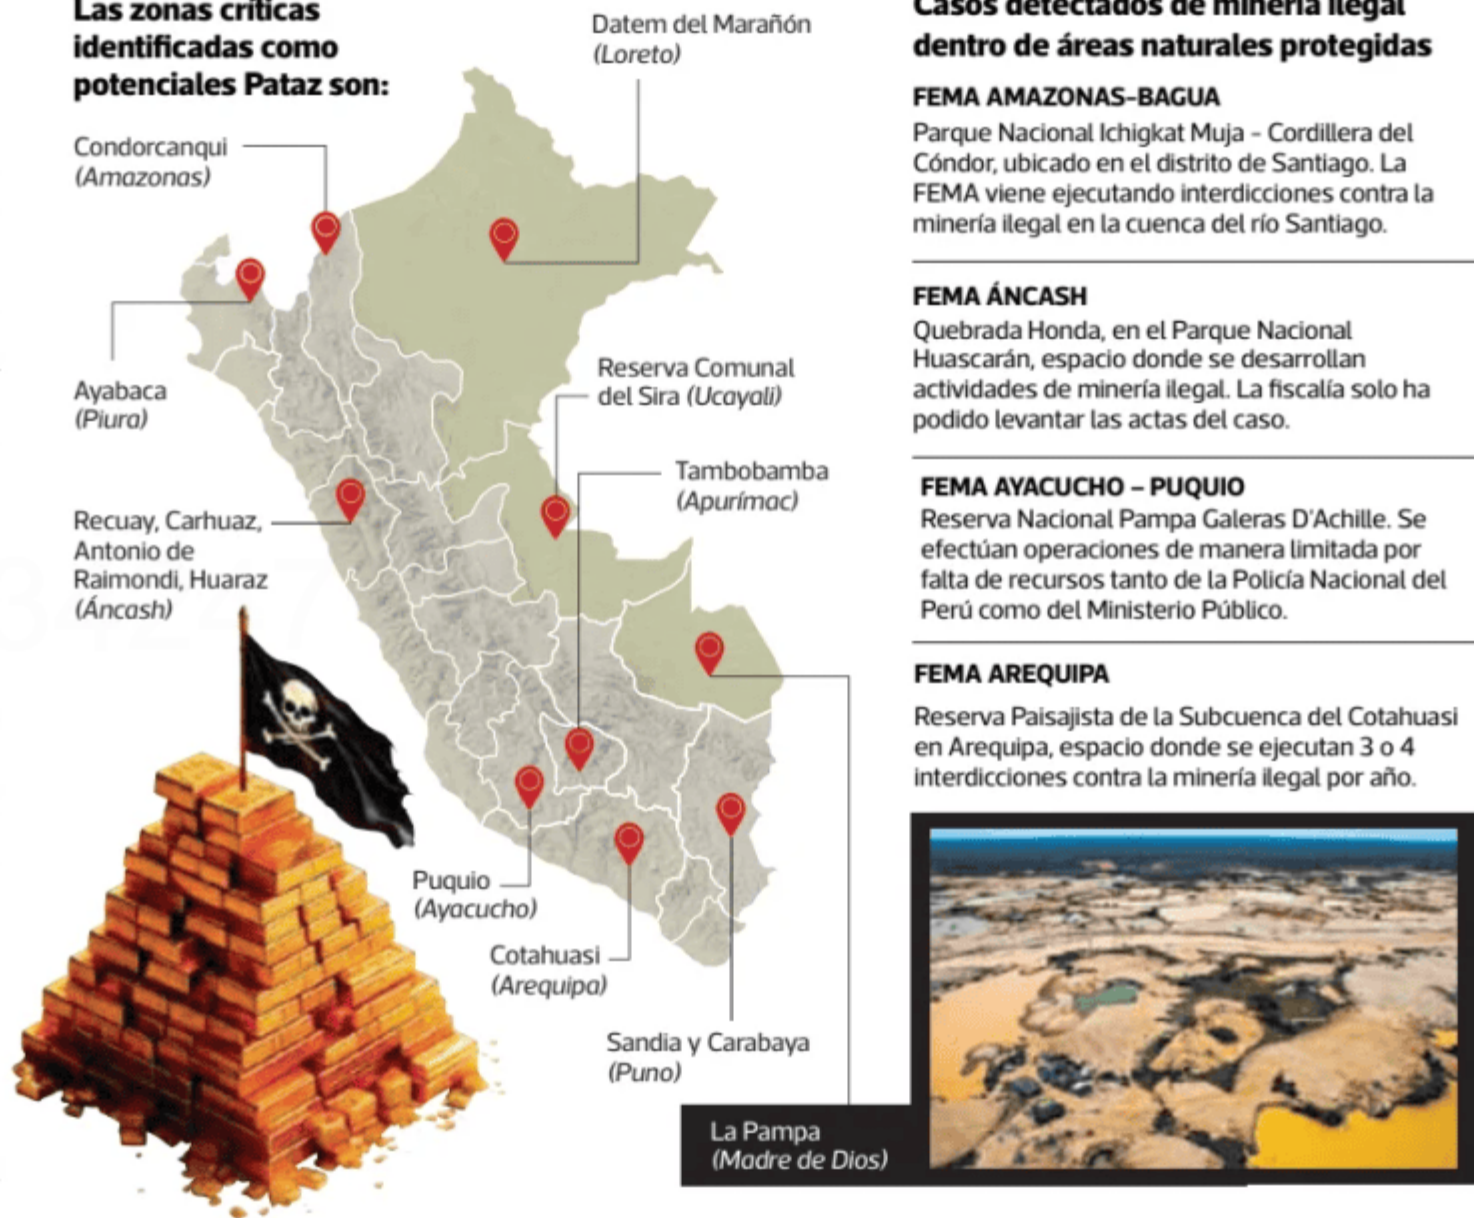 Las zonas críticas
identificadas como
potenciales Pataz son:
Datem del Marañón
(Loreto)
Condorcanqui
(Amazonas)
Ayabaca
(Piura)
Reserva Comunal
del Sira (Ucayali)
Tambobamba
(Apurímac)
Recuay, Carhuaz,
Antonio de
Raimondi, Huaraz
(Áncash)
Puquio
(Ayacucho)
Cotahuasi
(Arequipa)
Sandia y Carabaya
(Puno)
La Pampa
(Madre de Dios)
Casos detectados de minería ilegal
dentro de áreas naturales protegidas
FEMA AMAZONAS-BAGUA
Parque Nacional Ichigkat Muja - Cordillera del
Cóndor, ubicado en el distrito de Santiago. La
FEMA viene ejecutando interdicciones contra la
minería ilegal en la cuenca del río Santiago.
FEMA ÁNCASH
Quebrada Honda, en el Parque Nacional
Huascarán, espacio donde se desarrollan
actividades de minería ilegal. La fiscalía solo ha
podido levantar las actas del caso.
FEMA AYACUCHO – PUQUIO
Reserva Nacional Pampa Galeras D'Achille. Se
efectúan operaciones de manera limitada por
falta de recursos tanto de la Policía Nacional del
Perú como del Ministerio Público.
FEMA AREQUIPA
Reserva Paisajista de la Subcuenca del Cotahuasi
en Arequipa, espacio donde se ejecutan 3 o 4
interdicciones contra la minería ilegal por año.